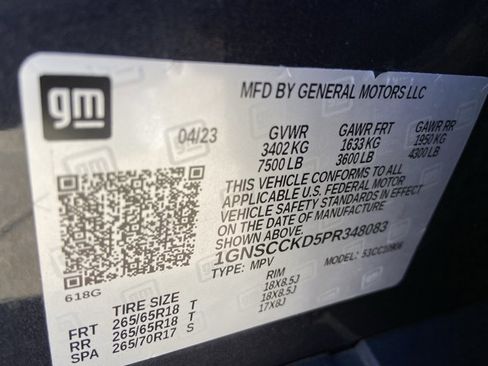 gm
MFD BY GENERAL MOTORS LLC
04/23 GVWR GAWR FRT GAWR RR
3402 KG 1633 KG 1950 KG
7500 LB 3600 LB 4300 LB
THIS VEHICLE CONFORMS TO ALL
APPLICABLE U.S. FEDERAL MOTOR
VEHICLE SAFETY STANDARDS IN EFFECT
ON THE DATE OF MANUFACTURE
SHOWN ABOVE.
1GNSCCKD5PR348083
TYPE: MPV MODEL: 53CC10906
618G
TIRE SIZE RIM
FRT 265/65R18 T 18X8.5J
RR 265/65R18 T 18X8.5J
SPA 265/70R17 S 17X8J